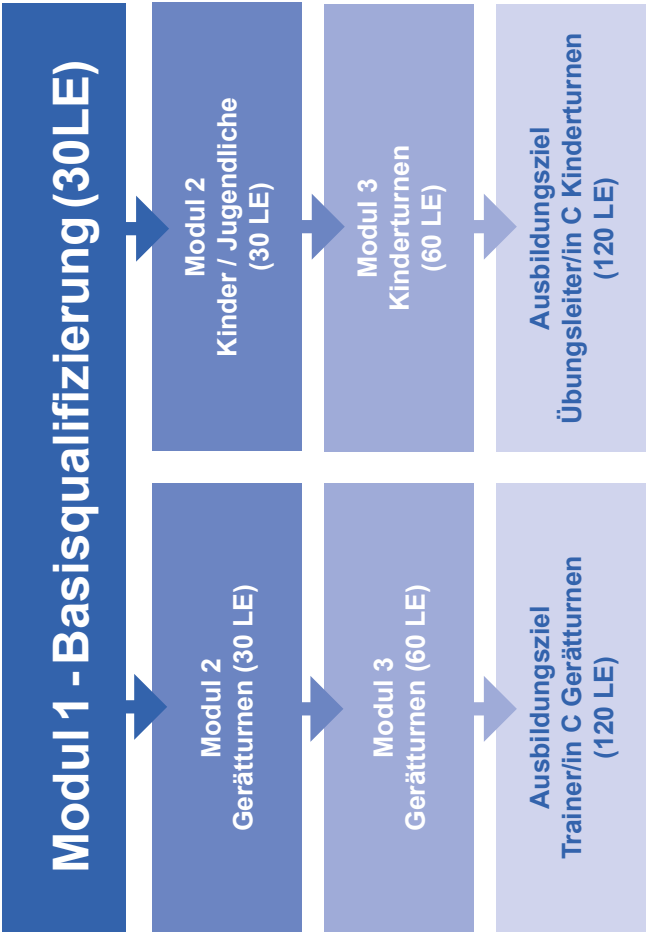 Modul 1 - Basisqualifizierung (30LE)
Modul 2
Gerätturnen (30 LE)
Modul 3
Gerätturnen (60 LE)
Ausbildungsziel
Trainer/in C Gerätturnen
(120 LE)
Modul 2
Kinder / Jugendliche
(30 LE)
Modul 3
Kinderturnen
(60 LE)
Ausbildungsziel
Übungsleiter/in C Kinderturnen
(120 LE)